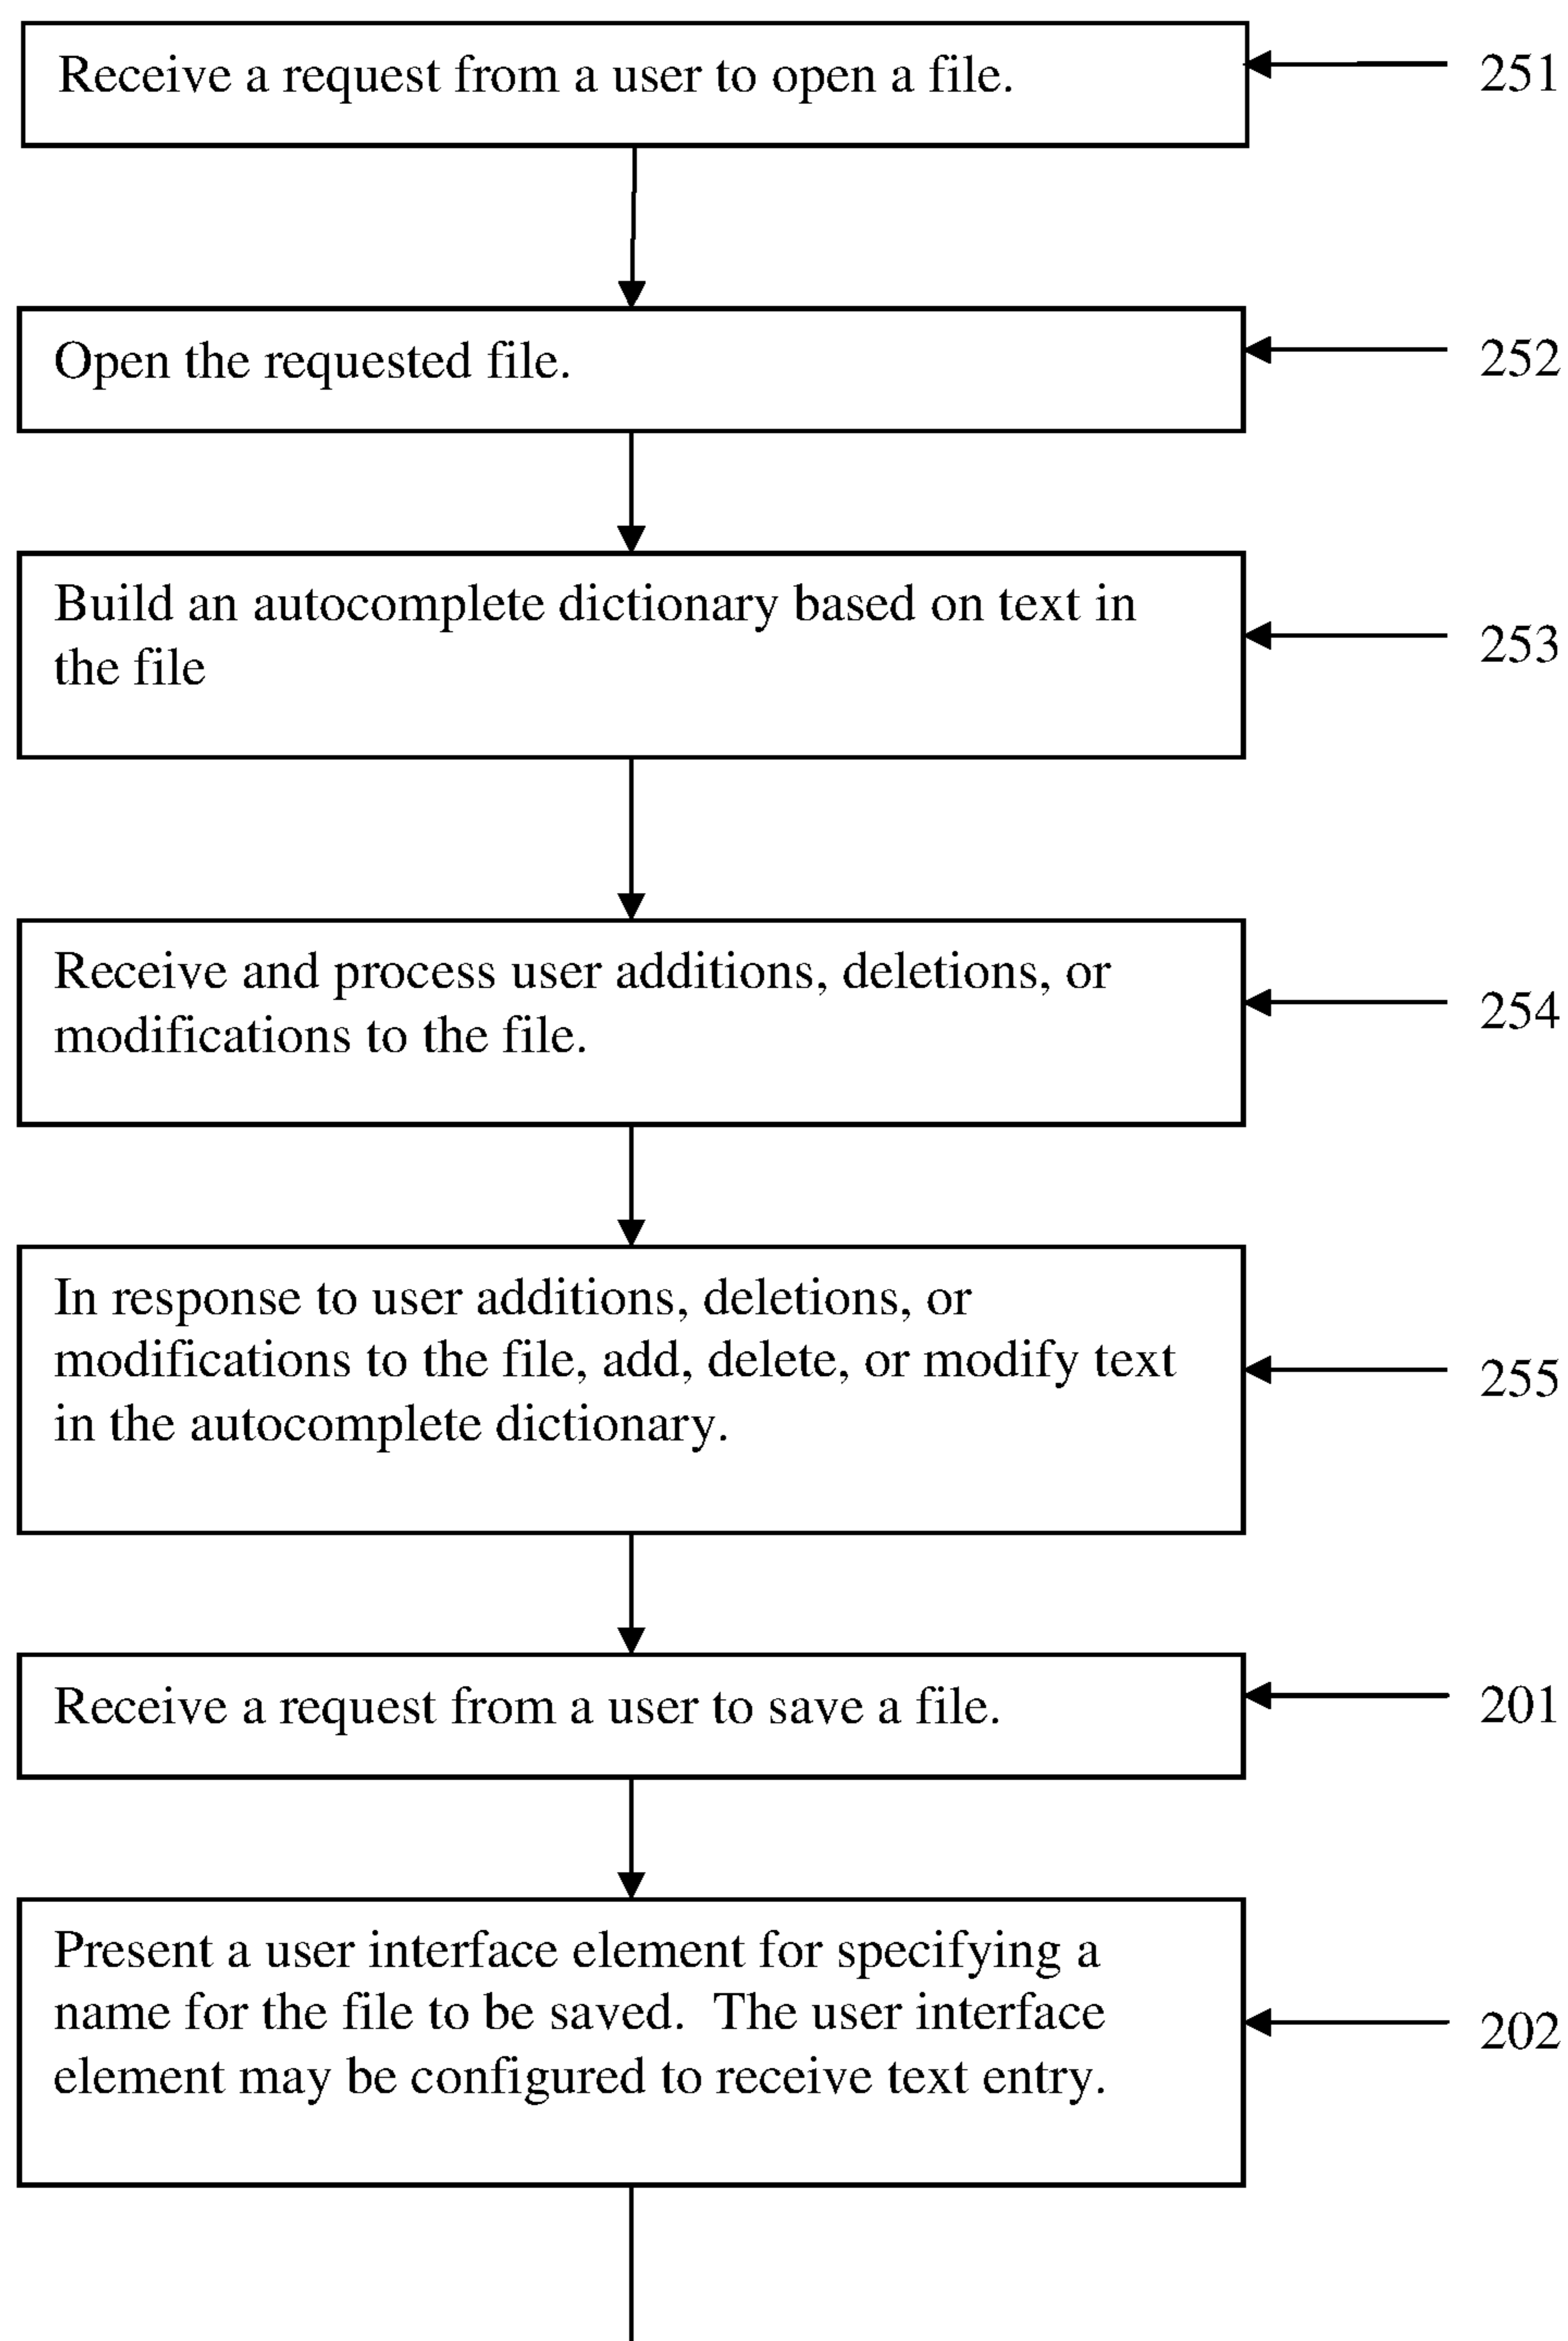 Receive a request from a user to open a file.
251
Open the requested file.
252
Build an autocomplete dictionary based on text in
the file
253
Receive and process user additions, deletions, or
modifications to the file.
254
In response to user additions, deletions, or
modifications to the file, add, delete, or modify text
in the autocomplete dictionary.
255
Receive a request from a user to save a file.
201
Present a user interface element for specifying a
name for the file to be saved.  The user interface
element may be configured to receive text entry.
202